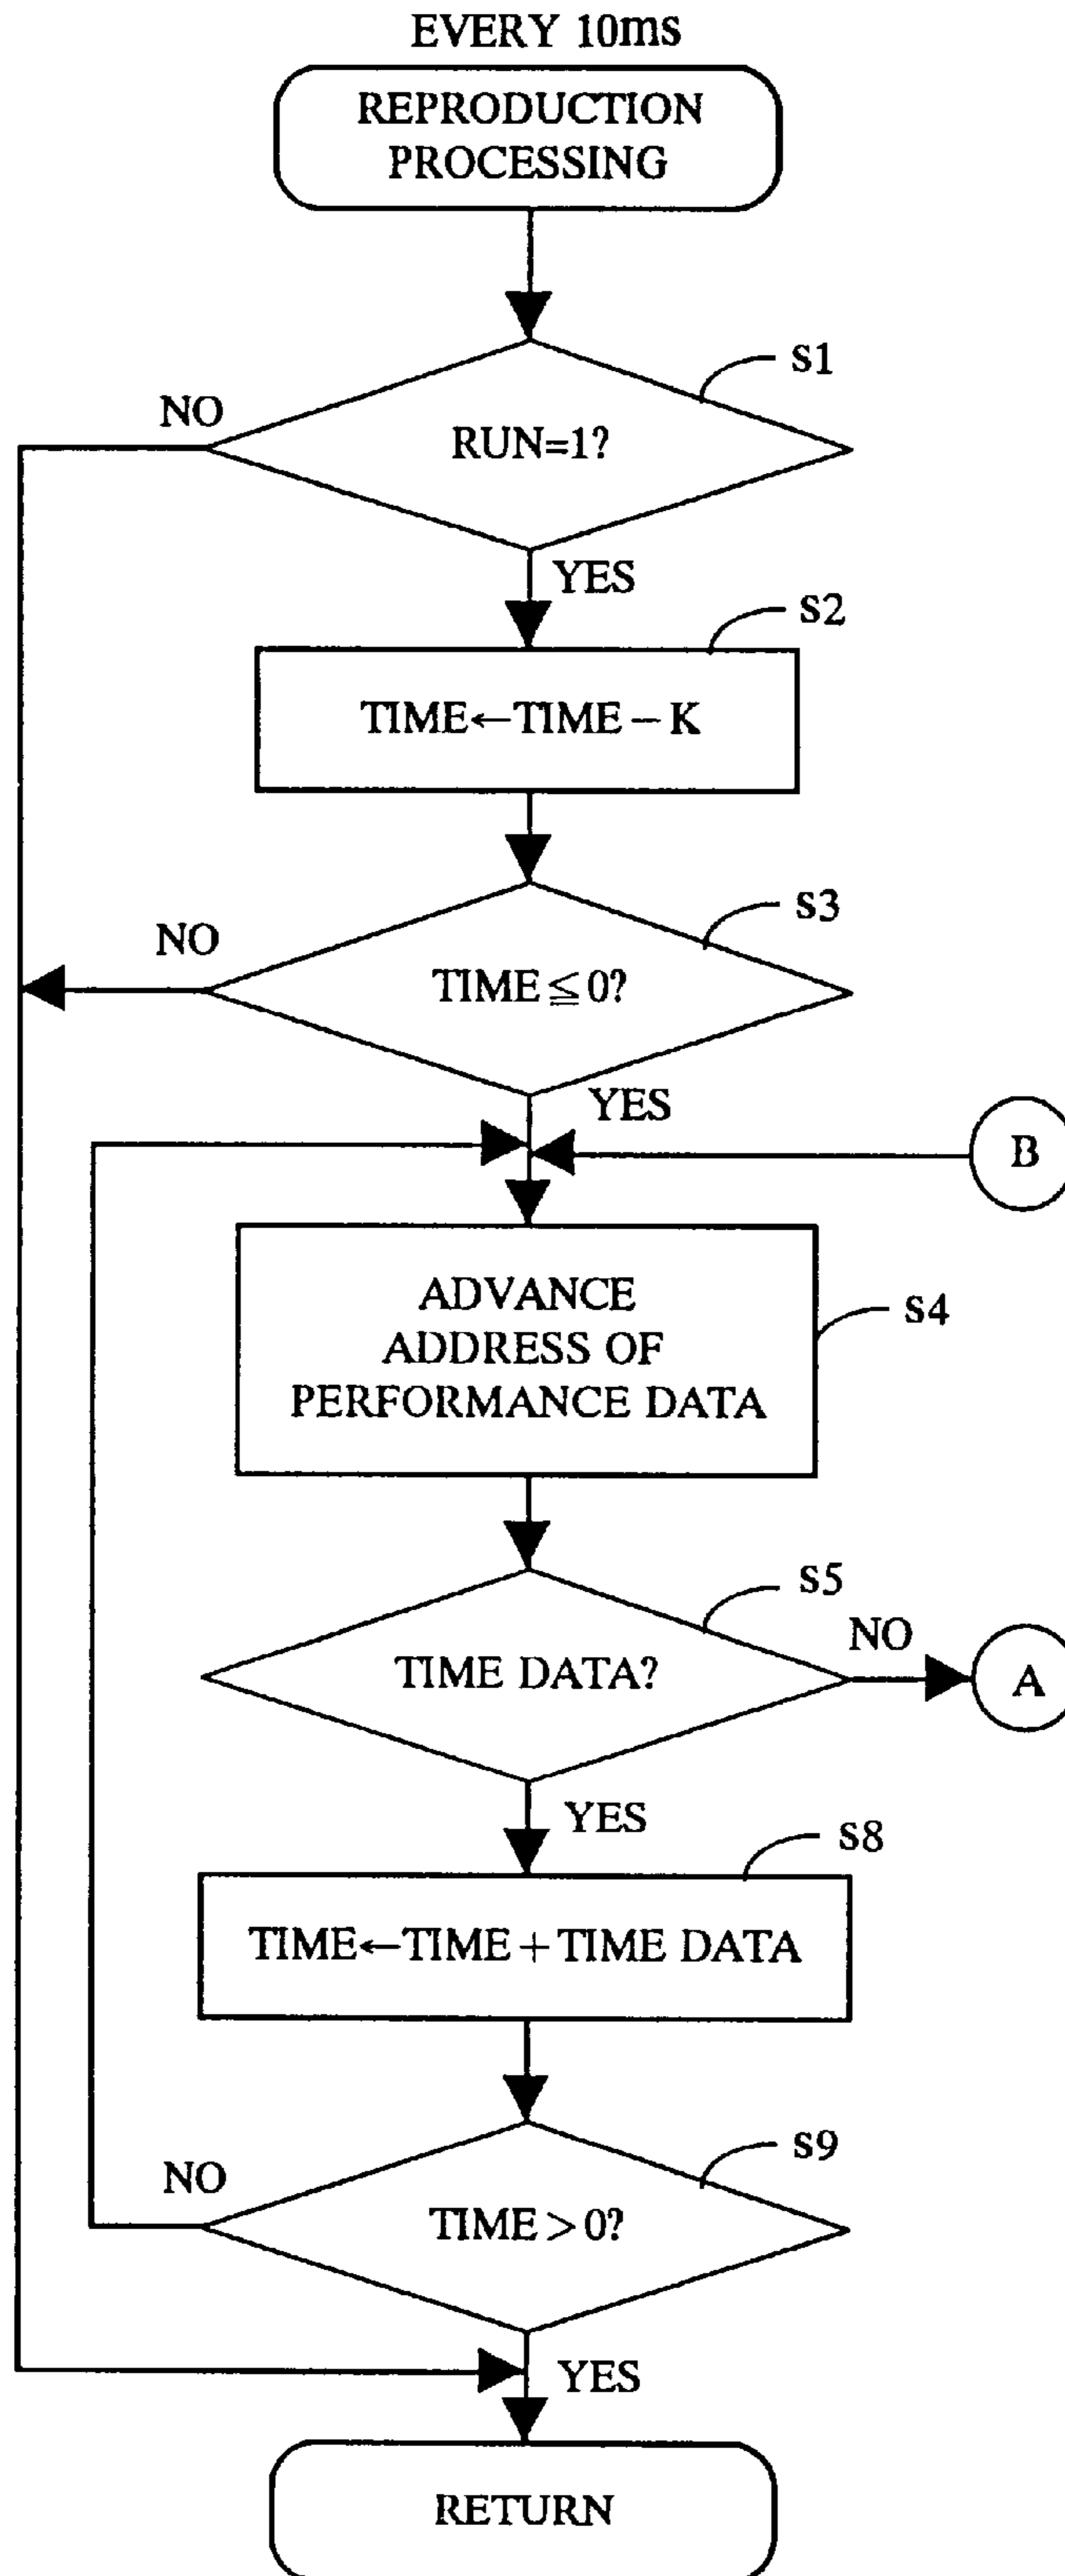 EVERY 10ms
REPRODUCTION
PROCESSING
s1
NO
RUN=1?
YES
s2
TIME←TIME – K
s3
NO
TIME ≦ 0?
YES
B
ADVANCE
ADDRESS OF
PERFORMANCE DATA
s4
s5
NO
TIME DATA?
A
YES
s8
TIME←TIME + TIME DATA
s9
NO
TIME > 0?
YES
RETURN